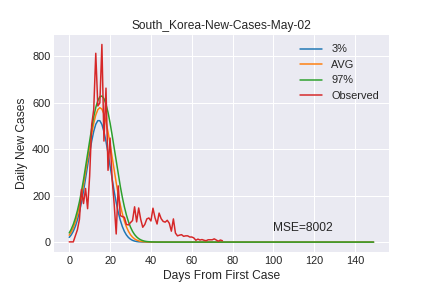 South_Korea-New-Cases-May-02
3%
AVG
97%
Observed
MSE=8002
Daily New Cases
800
600
400
200
0
0 20 40 60 80 100 120 140
Days From First Case